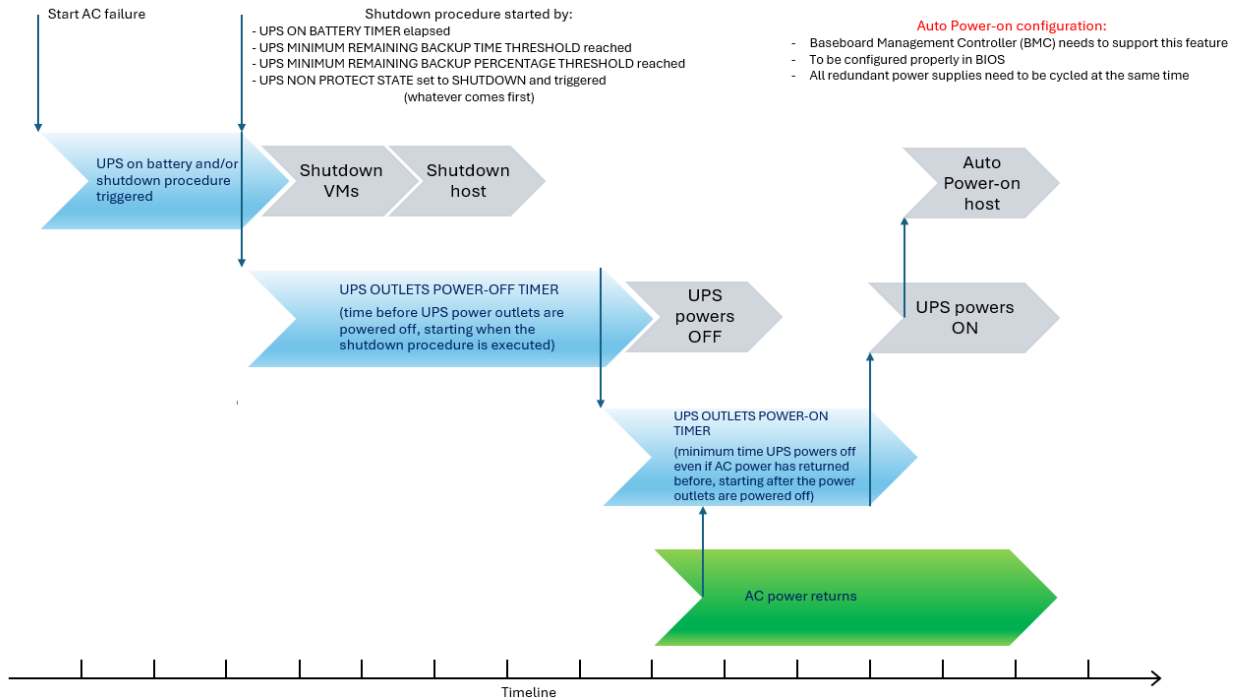 Start AC failure
Shutdown procedure started by:
- UPS ON BATTERY TIMER elapsed
- UPS MINIMUM REMAINING BACKUP TIME THRESHOLD reached
- UPS MINIMUM REMAINING BACKUP PERCENTAGE THRESHOLD reached
- UPS NON PROTECT STATE set to SHUTDOWN and triggered
(whatever comes first)
Auto Power-on configuration:
- Baseboard Management Controller (BMC) needs to support this feature
- To be configured properly in BIOS
- All redundant power supplies need to be cycled at the same time
UPS on battery and/or
shutdown procedure
triggered
Shutdown
VMs
Shutdown
host
Auto
Power-on
host
UPS OUTLETS POWER-OFF TIMER
(time before UPS power outlets are
powered off, starting when the
shutdown procedure is executed)
UPS
powers
OFF
UPS powers
ON
UPS OUTLETS POWER-ON
TIMER
(minimum time UPS powers off
even if AC power has returned
before, starting after the power
outlets are powered off)
AC power returns
Timeline